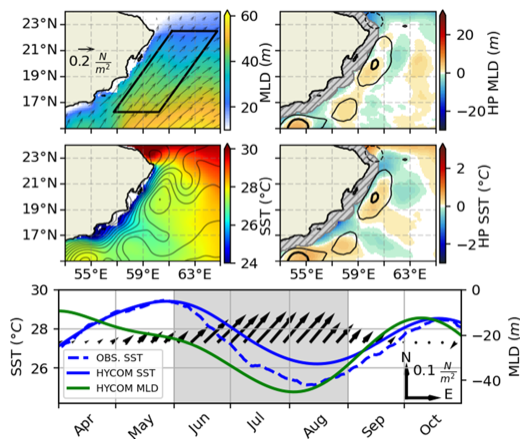 23°N
21°N
19°N
17°N
0.2 N/m²
60
40
20
MLD (m)
20
0
−20
HP MLD (m)
23°N
21°N
19°N
17°N
55°E
59°E
63°E
30
28
26
24
SST (°C)
55°E
59°E
63°E
2
0
−2
HP SST (°C)
30
28
26
SST (°C)
OBS. SST
HYCOM SST
HYCOM MLD
N
0.1 N/m²
E
0
−20
−40
MLD (m)
Apr
May
Jun
Jul
Aug
Sep
Oct